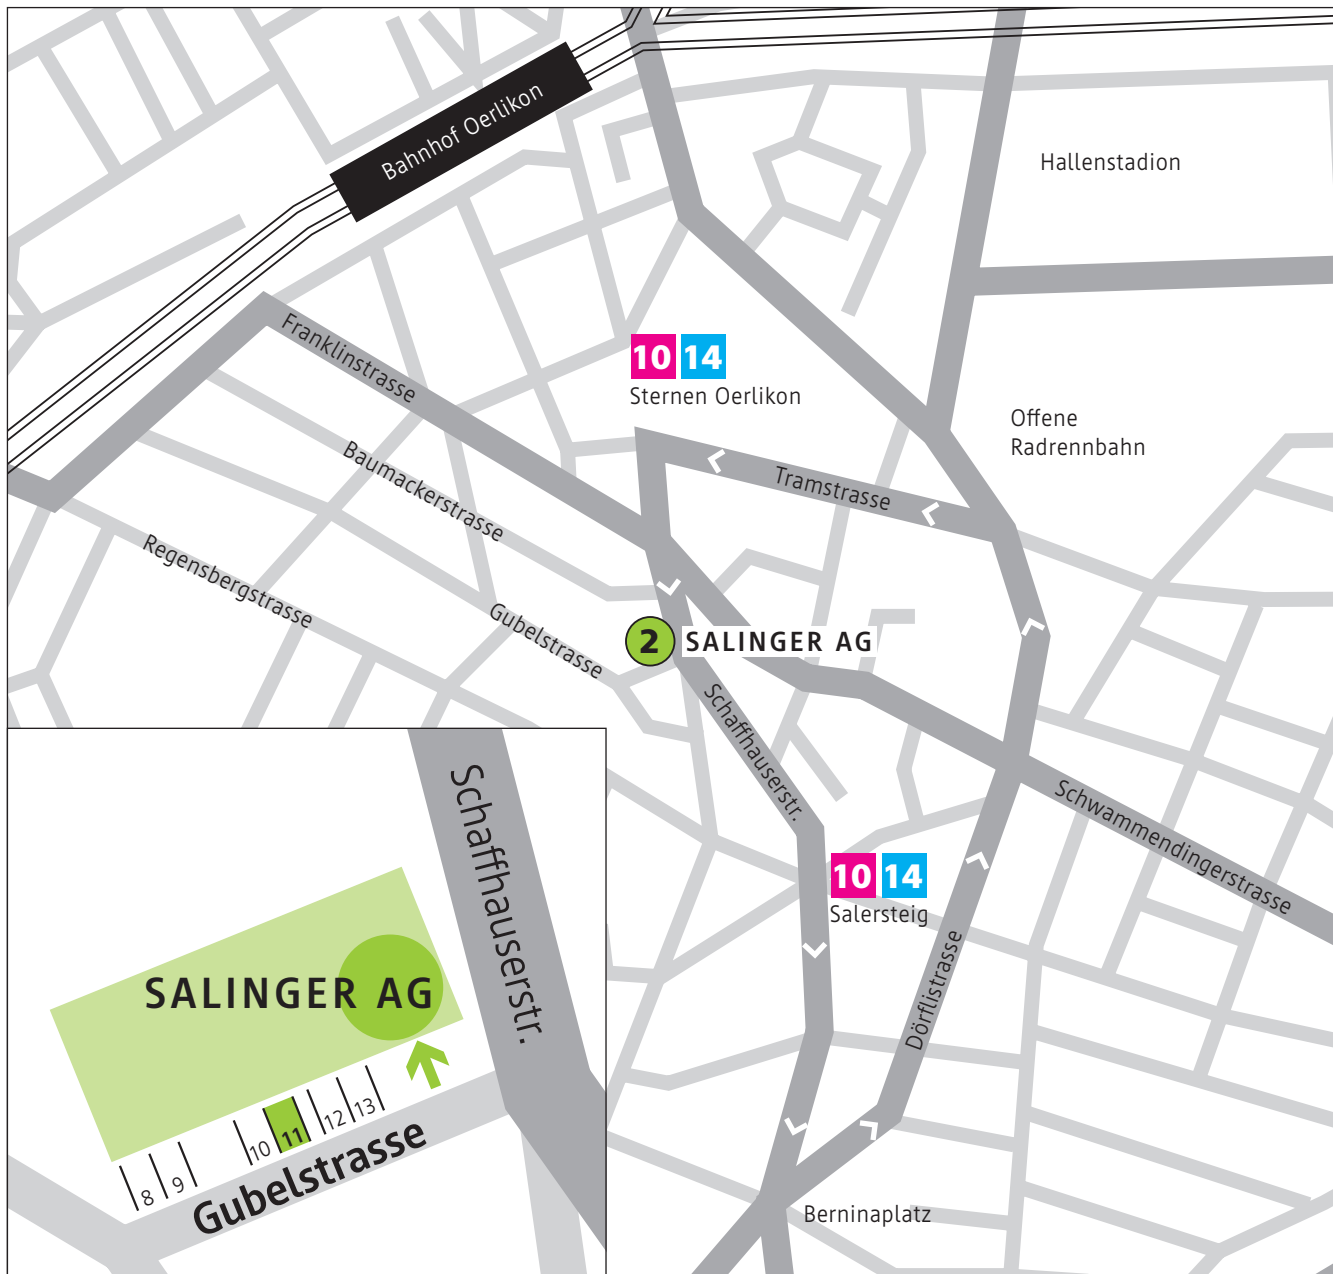 Bahnhof Oerlikon
Hallenstadion
Franklinstrasse
10 14
Sternen Oerlikon
Offene
Radrennbahn
Baumackerstrasse
Tramstrasse
Regensbergstrasse
Gubelstrasse
2 SALINGER AG
Schaffhauserstr.
Schwammendingerstrasse
10 14
Salersteig
Dörflistrasse
Berninaplatz
Schaffhauserstr.
SALINGER AG
8 9 10 11 12 13
Gubelstrasse